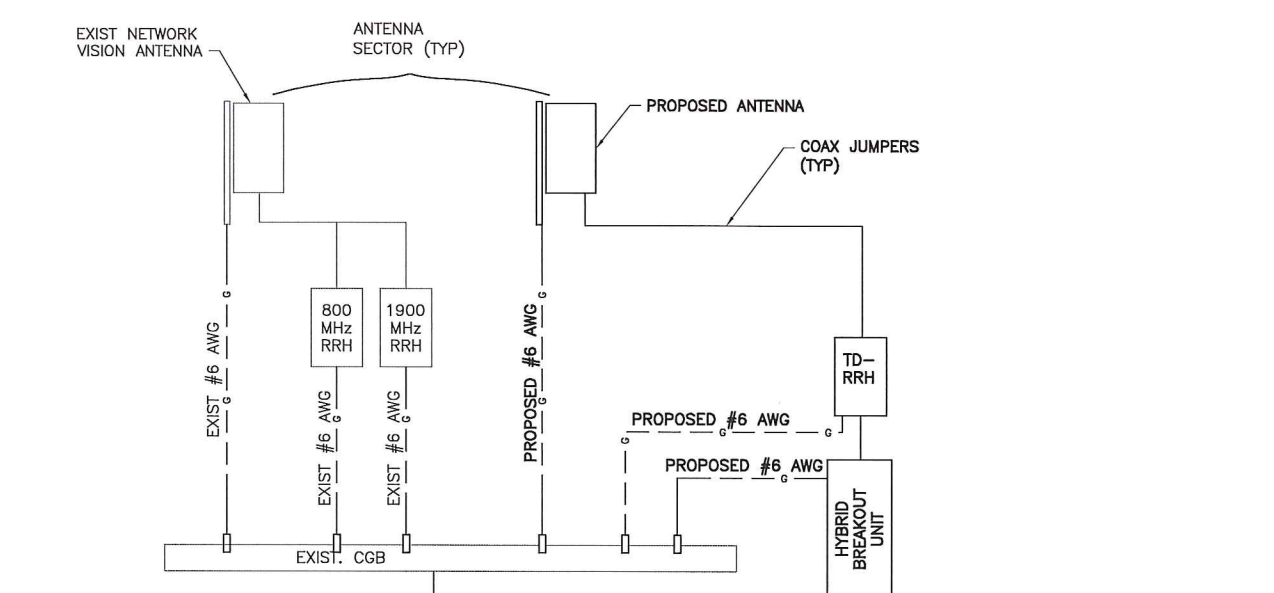 EXIST NETWORK
VISION ANTENNA
ANTENNA
SECTOR (TYP)
PROPOSED ANTENNA
COAX JUMPERS
(TYP)
G
EXIST #6 AWG
G
800
MHz
RRH
1900
MHz
RRH
EXIST #6 AWG
G
EXIST #6 AWG
G
G
PROPOSED #6 AWG
G
TD-
RRH
PROPOSED #6 AWG
G
G
G
PROPOSED #6 AWG
G
HYBRID
BREAKOUT
UNIT
EXIST. CGB